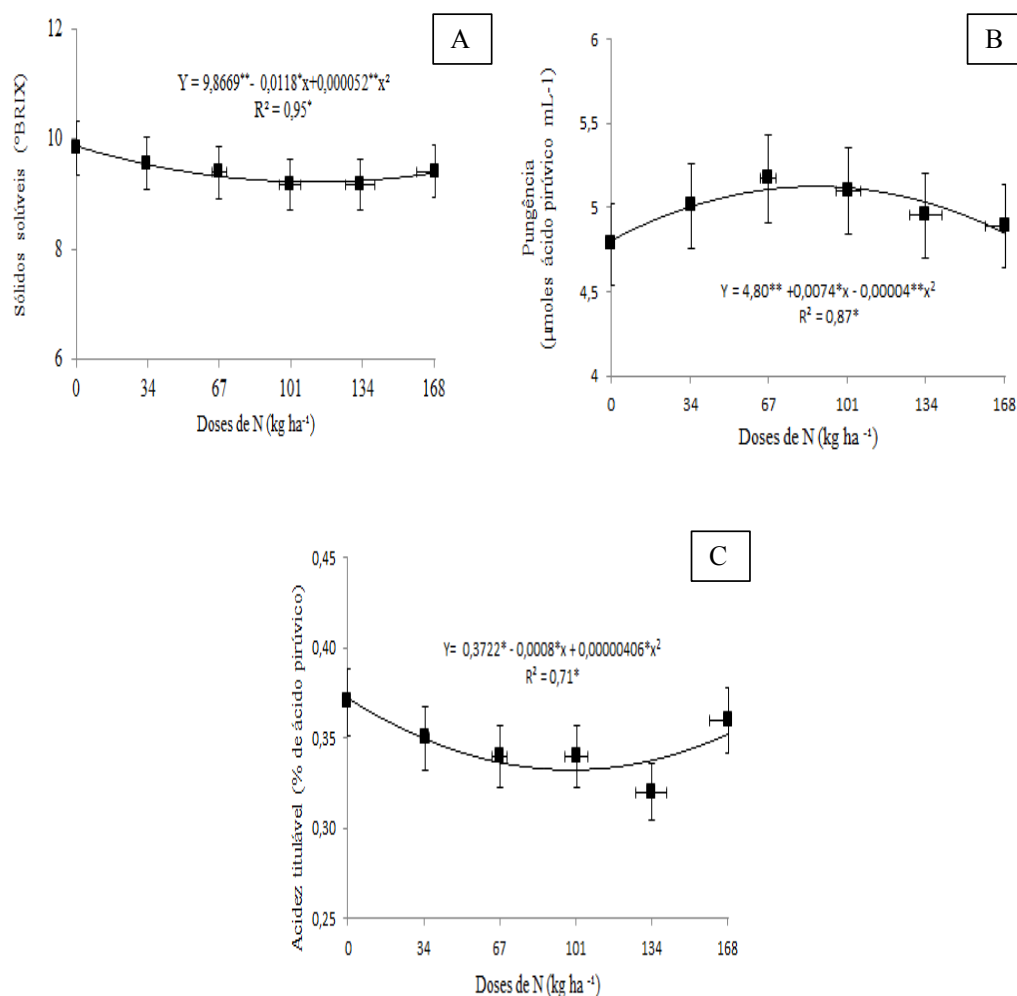 A
Sólidos solúveis (ºBRIX)
12
10
8
6
Y = 9,8669**- 0,0118*x+0,000052**x²
R² = 0,95*
0 34 67 101 134 168
Doses de N (kg ha⁻¹)
B
Pungência
(µmoles ácido pirúvico mL-1)
6
5,5
5
4,5
4
Y = 4,80** +0,0074*x - 0,00004**x²
R² = 0,87*
0 34 67 101 134 168
Doses de N (kg ha ⁻¹)
C
Acidez titulável (% de ácido pirúvico)
0,45
0,40
0,35
0,30
0,25
Y= 0,3722* - 0,0008*x + 0,00000406*x²
R² = 0,71*
0 34 67 101 134 168
Doses de N (kg ha ⁻¹)